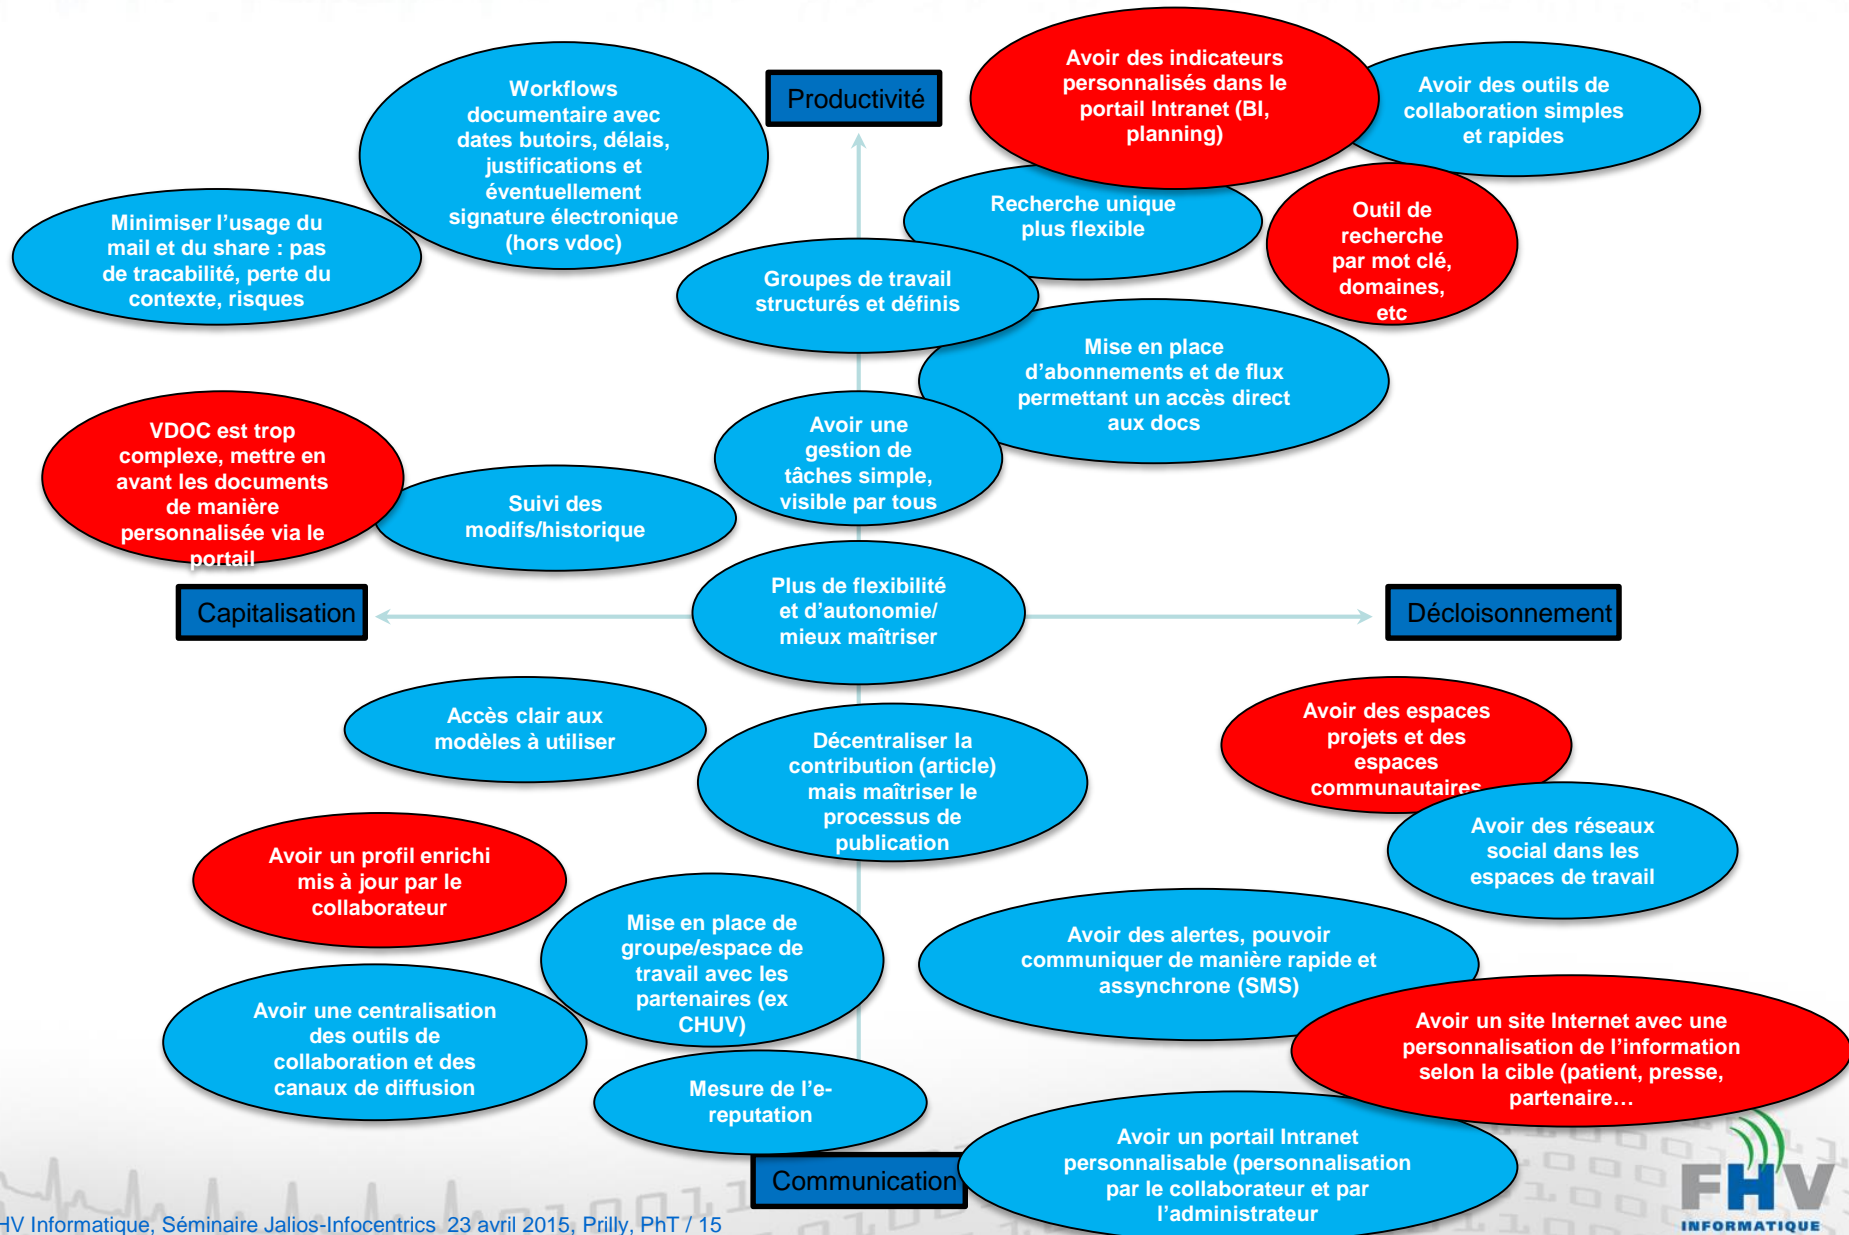 Productivité
Avoir des indicateurs
personnalisés dans le
portail Intranet (BI,
planning)
Avoir des outils de
collaboration simples
et rapides
Workflows
documentaire avec
dates butoirs, délais,
justifications et
éventuellement
signature électronique
(hors vdoc)
Minimiser l'usage du
mail et du share : pas
de tracabilité, perte du
contexte, risques
Recherche unique
plus flexible
Outil de
recherche
par mot clé,
domaines,
etc
Groupes de travail
structurés et définis
Mise en place
d'abonnements et de flux
permettant un accès direct
aux docs
VDOC est trop
complexe, mettre en
avant les documents
de manière
personnalisée via le
portail
Avoir une
gestion de
tâches simple,
visible par tous
Suivi des
modifs/historique
Capitalisation
Plus de flexibilité
et d'autonomie/
mieux maîtriser
Décloisonnement
Accès clair aux
modèles à utiliser
Décentraliser la
contribution (article)
mais maîtriser le
processus de
publication
Avoir des espaces
projets et des
espaces
communautaires
Avoir des réseaux
social dans les
espaces de travail
Avoir un profil enrichi
mis à jour par le
collaborateur
Mise en place de
groupe/espace de
travail avec les
partenaires (ex
CHUV)
Avoir des alertes, pouvoir
communiquer de manière rapide et
assynchrone (SMS)
Avoir une centralisation
des outils de
collaboration et des
canaux de diffusion
Avoir un site Internet avec une
personnalisation de l'information
selon la cible (patient, presse,
partenaire…
Mesure de l'e-
reputation
Communication
Avoir un portail Intranet
personnalisable (personnalisation
par le collaborateur et par
l'administrateur
FHV
INFORMATIQUE
HV Informatique, Séminaire Jalios-Infocentrics 23 avril 2015, Prilly, PhT / 15